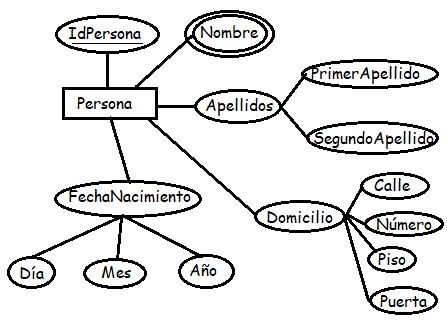 IdPersona
Nombre
PrimerApellido
Persona
Apellidos
SegundoApellido
FechaNacimiento
Calle
Domicilio
Número
Piso
Día
Mes
Año
Puerta